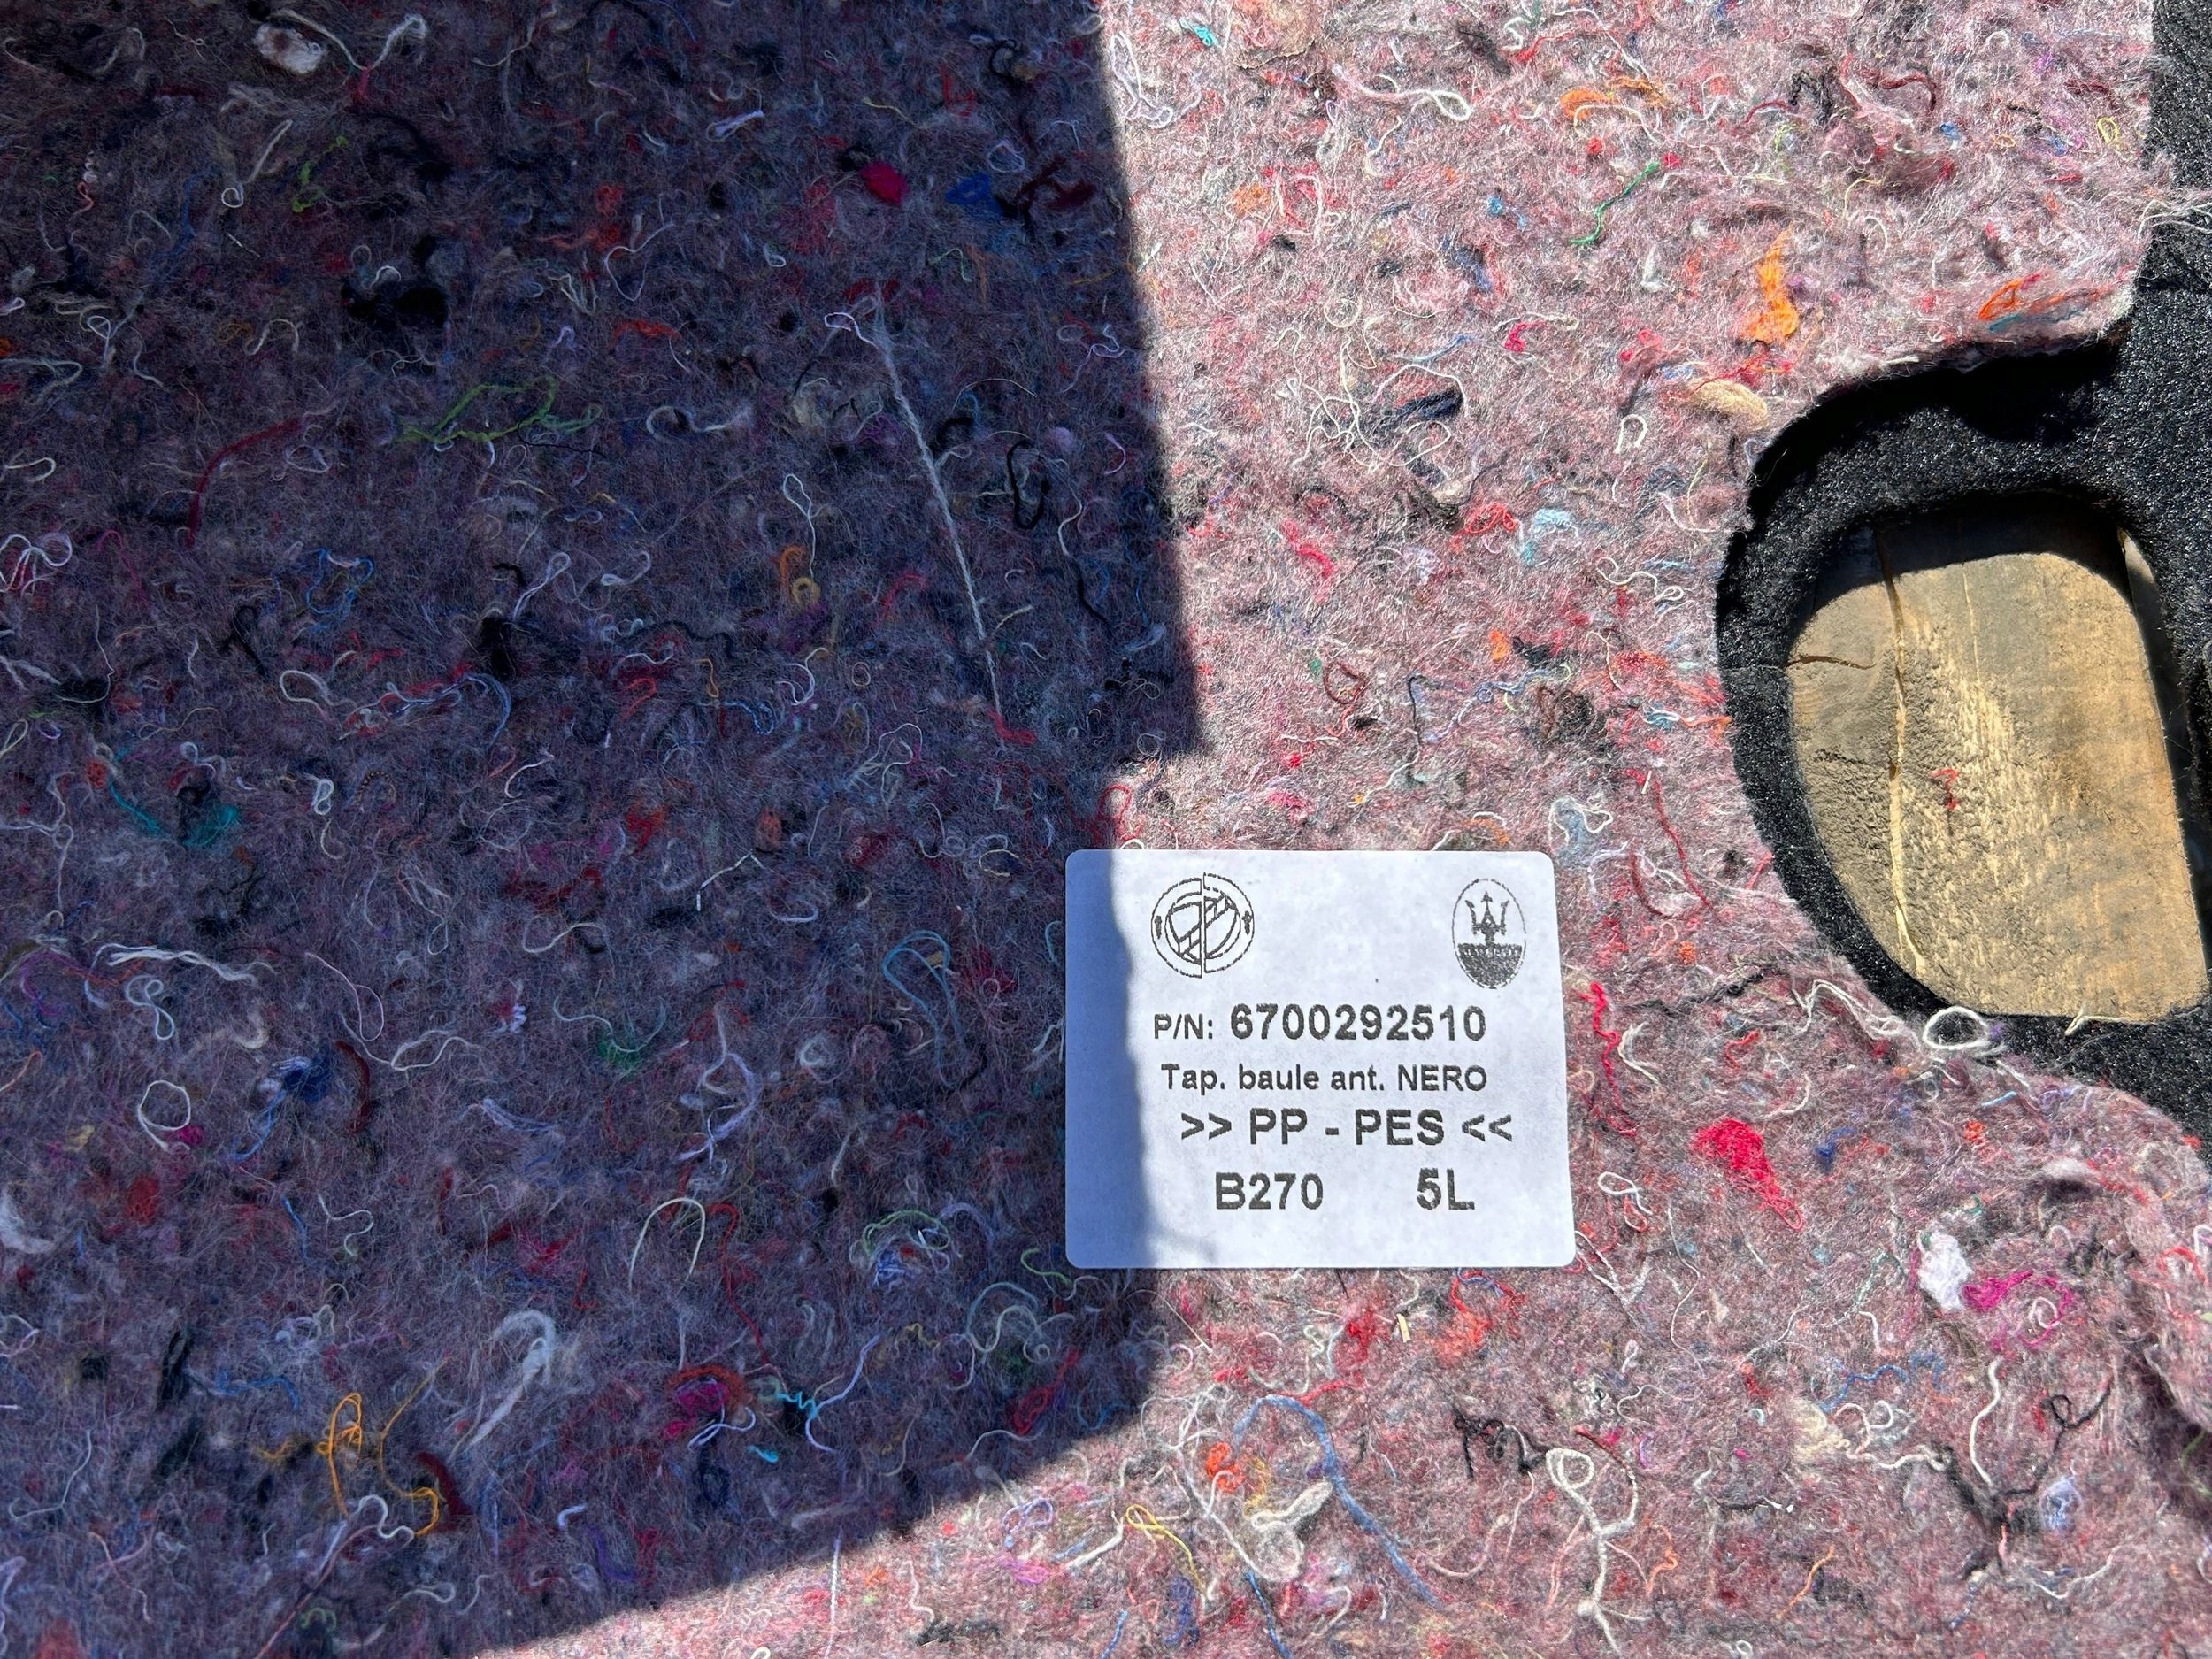 P/N: 6700292510
Tap. baule ant. NERO
>> PP - PES <<
B270 5L